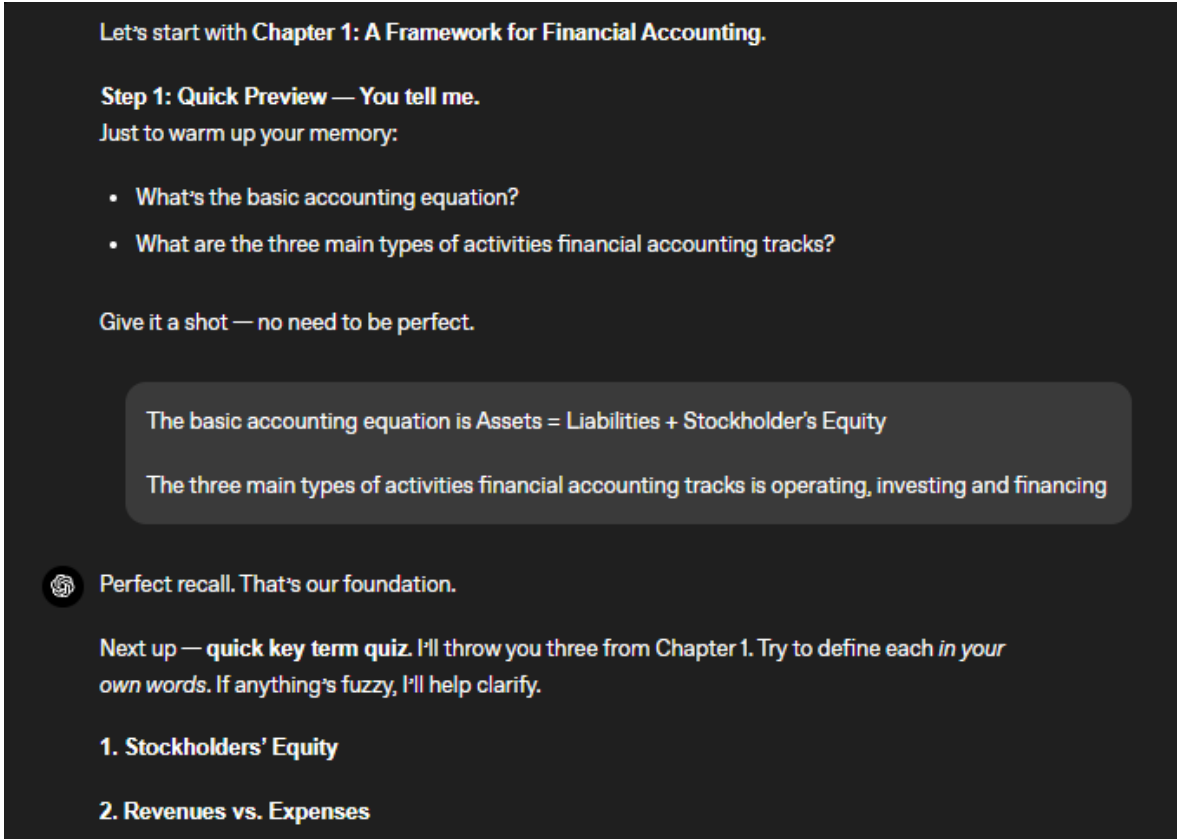 Let's start with Chapter 1: A Framework for Financial Accounting.
Step 1: Quick Preview — You tell me.
Just to warm up your memory:
• What's the basic accounting equation?
• What are the three main types of activities financial accounting tracks?
Give it a shot — no need to be perfect.
The basic accounting equation is Assets = Liabilities + Stockholder's Equity
The three main types of activities financial accounting tracks is operating, investing and financing
Perfect recall. That's our foundation.
Next up — quick key term quiz. I'll throw you three from Chapter 1. Try to define each in your
own words. If anything's fuzzy, I'll help clarify.
1. Stockholders' Equity
2. Revenues vs. Expenses